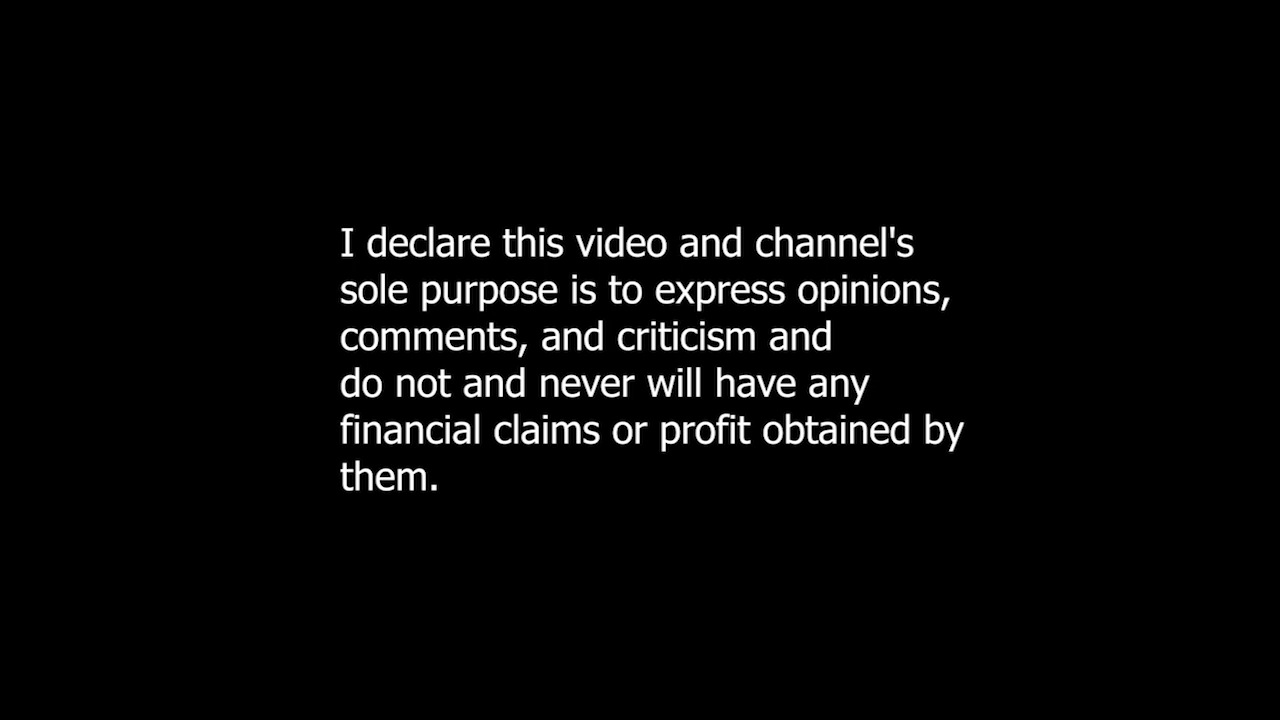 I declare this video and channel's
sole purpose is to express opinions,
comments, and criticism and
do not and never will have any
financial claims or profit obtained by
them.